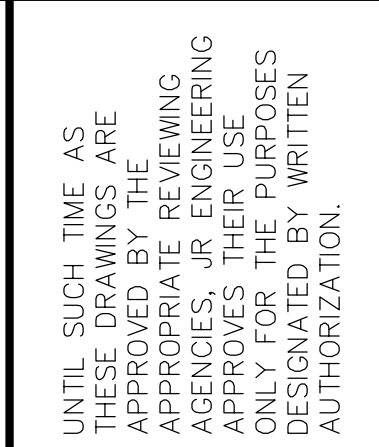 UNTIL SUCH TIME AS
THESE DRAWINGS ARE
APPROVED BY THE
APPROPRIATE REVIEWING
AGENCIES, JR ENGINEERING
APPROVES THEIR USE
ONLY FOR THE PURPOSES
DESIGNATED BY WRITTEN
AUTHORIZATION.